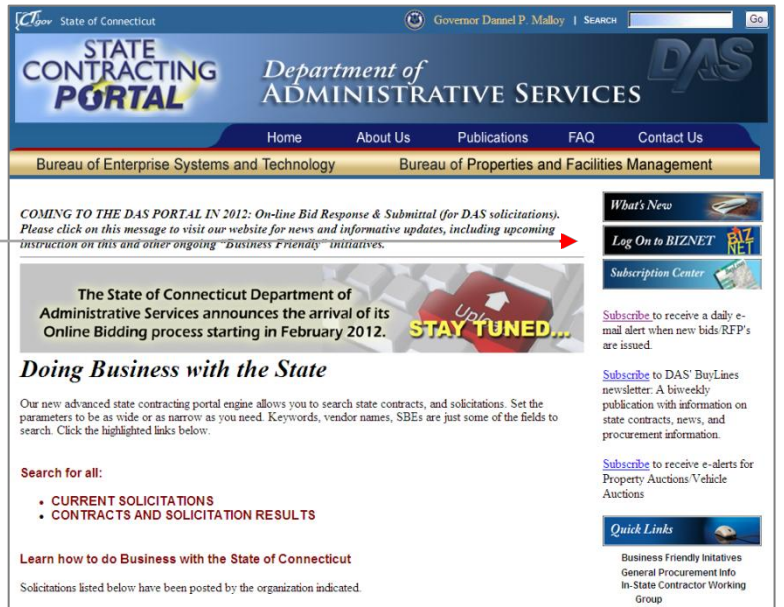 CT.gov State of Connecticut
Governor Dannel P. Malloy | SEARCH Go
STATE
CONTRACTING
PORTAL
Department of
ADMINISTRATIVE SERVICES
DAS
Home About Us Publications FAQ Contact Us
Bureau of Enterprise Systems and Technology Bureau of Properties and Facilities Management
COMING TO THE DAS PORTAL IN 2012: On-line Bid Response & Submittal (for DAS solicitations).
Please click on this message to visit our website for news and informative updates, including upcoming
instruction on this and other ongoing "Business Friendly" initiatives.
The State of Connecticut Department of
Administrative Services announces the arrival of its
Online Bidding process starting in February 2012.
Upload
STAY TUNED...
Doing Business with the State
Our new advanced state contracting portal engine allows you to search state contracts, and solicitations. Set the
parameters to be as wide or as narrow as you need. Keywords, vendor names, SBEs are just some of the fields to
search. Click the highlighted links below.
Search for all:
• CURRENT SOLICITATIONS
• CONTRACTS AND SOLICITATION RESULTS
Learn how to do Business with the State of Connecticut
Solicitations listed below have been posted by the organization indicated.
What's New
Log On to BIZNET
BIZ
NET
Subscription Center
Subscribe to receive a daily e-
mail alert when new bids/RFP's
are issued.
Subscribe to DAS' BuyLines
newsletter: A biweekly
publication with information on
state contracts, news, and
procurement information.
Subscribe to receive e-alerts for
Property Auctions/Vehicle
Auctions
Quick Links
Business Friendly Initatives
General Procurement Info
In-State Contractor Working
Group